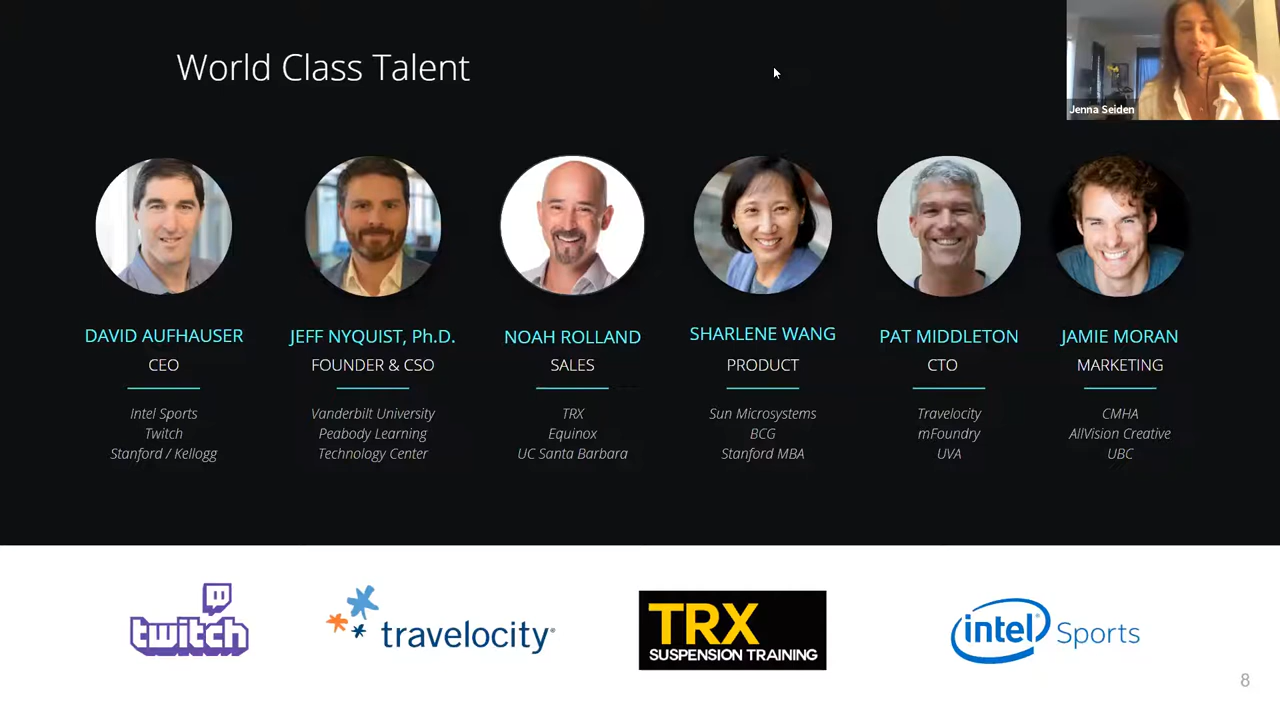 World Class Talent
Jenna Seiden
DAVID AUFHAUSER
CEO
Intel Sports
Twitch
Stanford / Kellogg
JEFF NYQUIST, Ph.D.
FOUNDER & CSO
Vanderbilt University
Peabody Learning
Technology Center
NOAH ROLLAND
SALES
TRX
Equinox
UC Santa Barbara
SHARLENE WANG
PRODUCT
Sun Microsystems
BCG
Stanford MBA
PAT MIDDLETON
CTO
Travelocity
mFoundry
UVA
JAMIE MORAN
MARKETING
CMHA
AllVision Creative
UBC
twitch
travelocity®
TRX
SUSPENSION TRAINING
intel® Sports
8